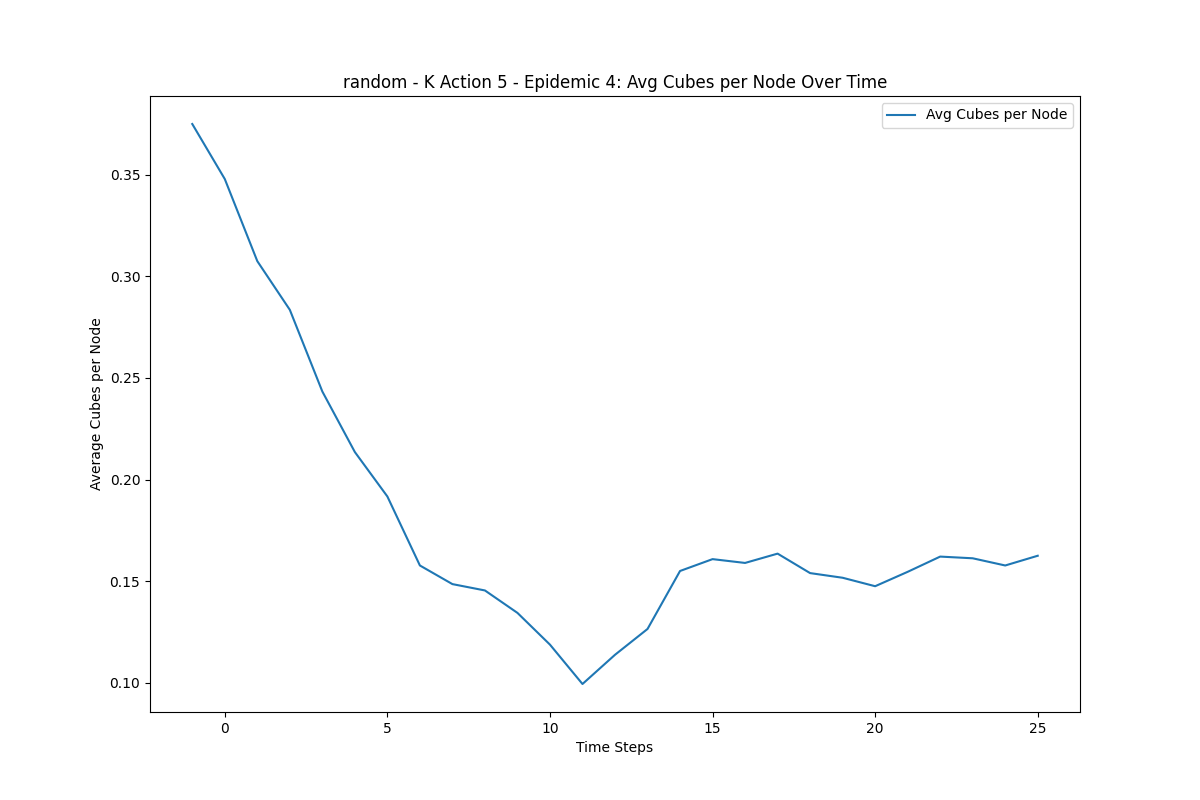 random - K Action 5 - Epidemic 4: Avg Cubes per Node Over Time
Avg Cubes per Node
Average Cubes per Node
0.35
0.30
0.25
0.20
0.15
0.10
0 5 10 15 20 25
Time Steps